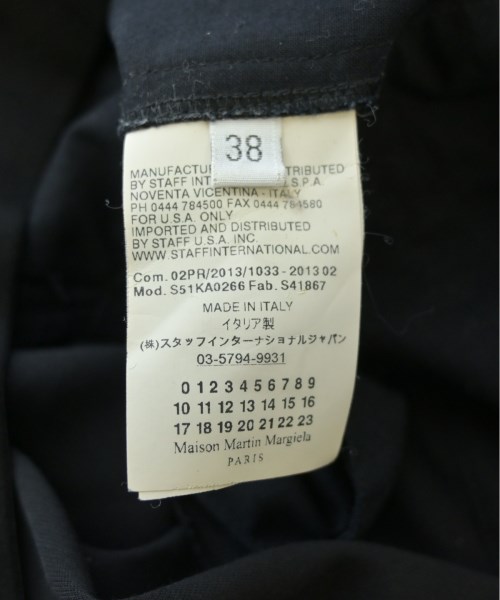 38
MANUFACTUR TRIBUTED
BY STAFF INT S.P.A.
NOVENTA VICENTINA - ITALY
PH 0444 784500 FAX 0444 784580
FOR U.S.A. ONLY
IMPORTED AND DISTRIBUTED
BY STAFF U.S.A. INC.
WWW.STAFFINTERNATIONAL.COM
Com. 02PR/2013/1033 - 2013 02
Mod. S51KA0266 Fab. S41867
MADE IN ITALY
イタリア製
(株)スタッフインターナショナルジャパン
03-5794-9931
0 1 2 3 4 5 6 7 8 9
10 11 12 13 14 15 16
17 18 19 20 21 22 23
Maison Martin Margiela
PARIS